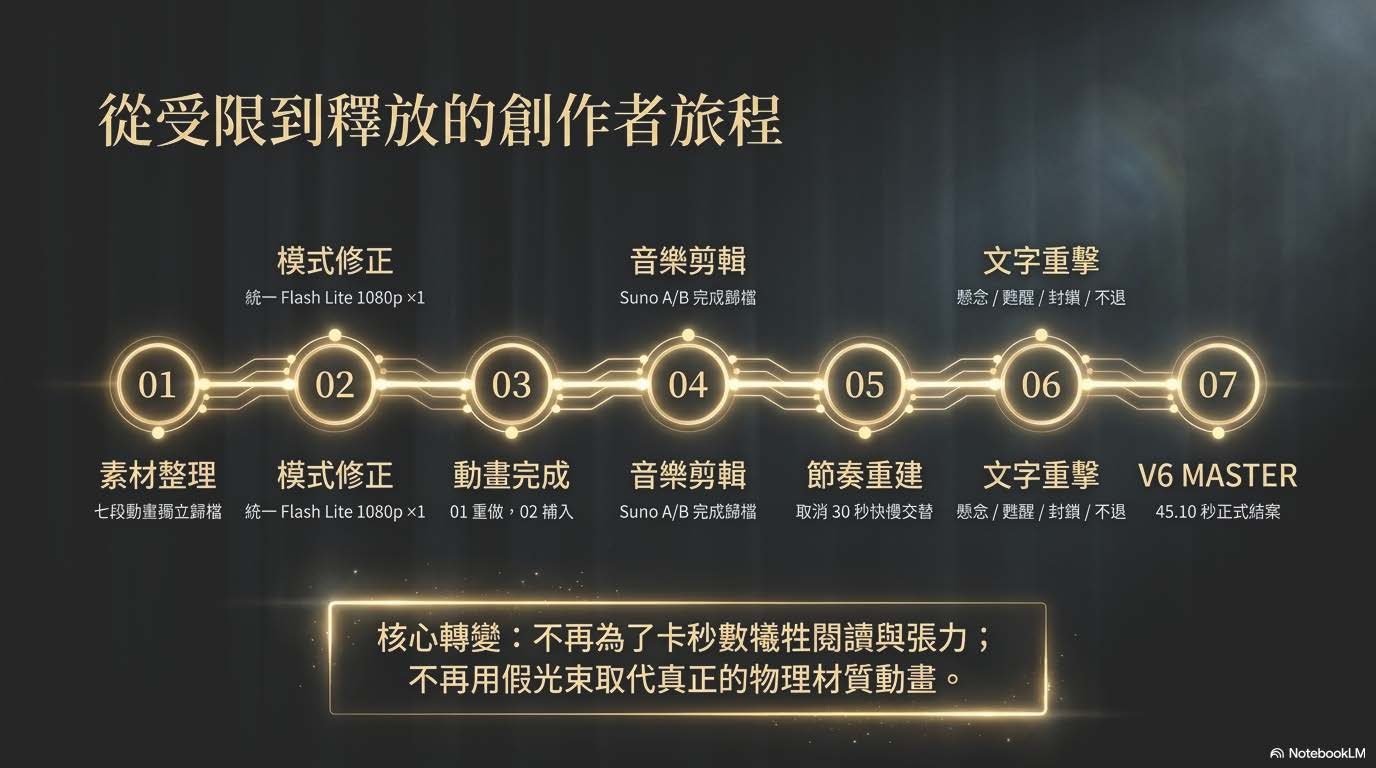 從受限到釋放的創作者旅程
模式修正
統一 Flash Lite 1080p ×1
音樂剪輯
Suno A/B 完成歸檔
文字重擊
懸念 / 甦醒 / 封鎖 / 不退
01
02
03
04
05
06
07
素材整理
七段動畫獨立歸檔
模式修正
統一 Flash Lite 1080p ×1
動畫完成
01 重做，02 補入
音樂剪輯
Suno A/B 完成歸檔
節奏重建
取消 30 秒快慢交替
文字重擊
懸念 / 甦醒 / 封鎖 / 不退
V6 MASTER
45.10 秒正式結案
核心轉變：不再為了卡秒數犧牲閱讀與張力；
不再用假光束取代真正的物理材質動畫。
NotebookLM